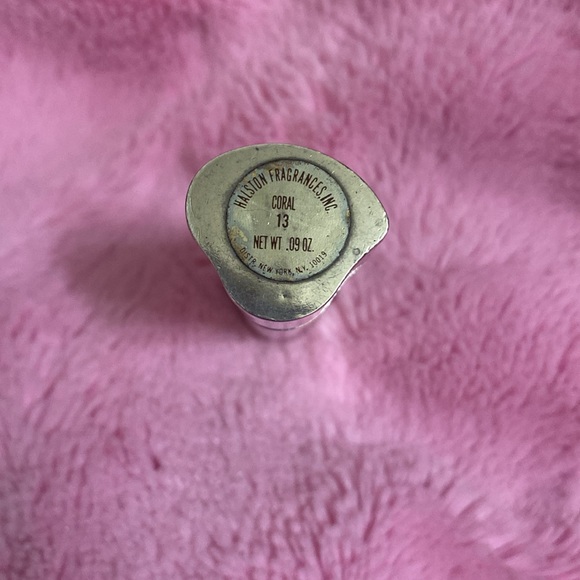 HALSTON FRAGRANCES, INC.
CORAL
13
NET WT .09 OZ.
DISTR. NEW YORK, N.Y. 10019